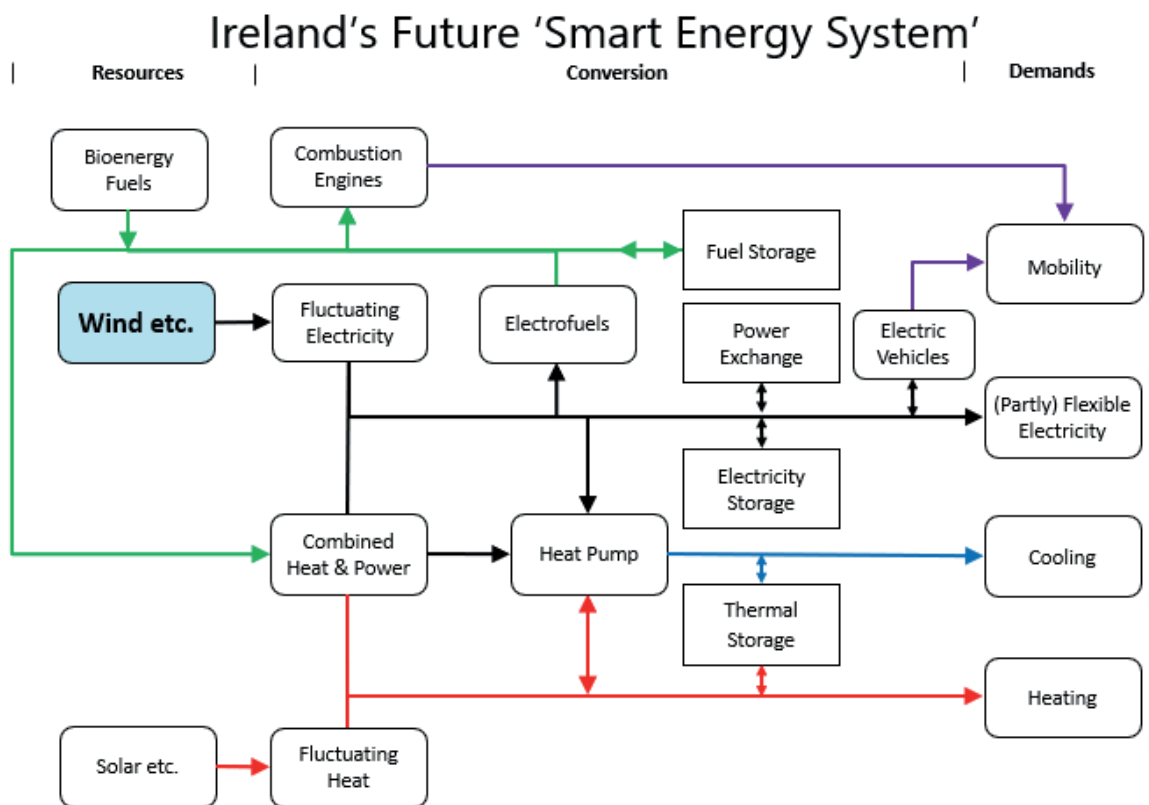 Ireland's Future 'Smart Energy System'
Resources
Conversion
Demands
Bioenergy
Fuels
Combustion
Engines
Fuel Storage
Mobility
Wind etc.
Fluctuating
Electricity
Electrofuels
Power
Exchange
Electric
Vehicles
(Partly) Flexible
Electricity
Electricity
Storage
Combined
Heat & Power
Heat Pump
Cooling
Thermal
Storage
Heating
Solar etc.
Fluctuating
Heat